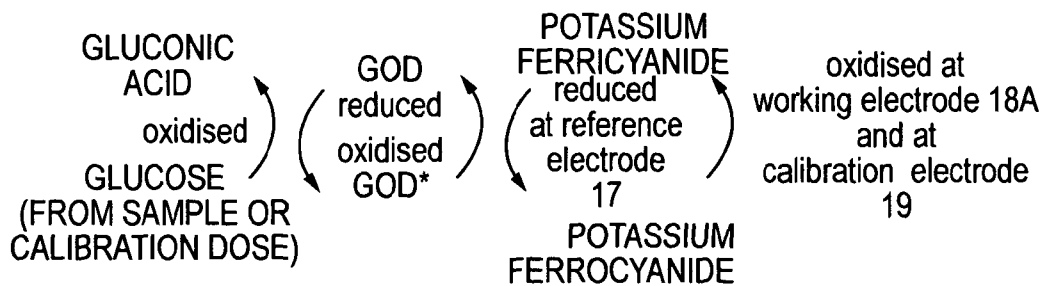 GLUCONIC
ACID
oxidised
GLUCOSE
(FROM SAMPLE OR
CALIBRATION DOSE)
GOD
reduced
oxidised
GOD*
POTASSIUM
FERRICYANIDE
reduced
at reference
electrode
17
POTASSIUM
FERROCYANIDE
oxidised at
working electrode 18A
and at
calibration electrode
19